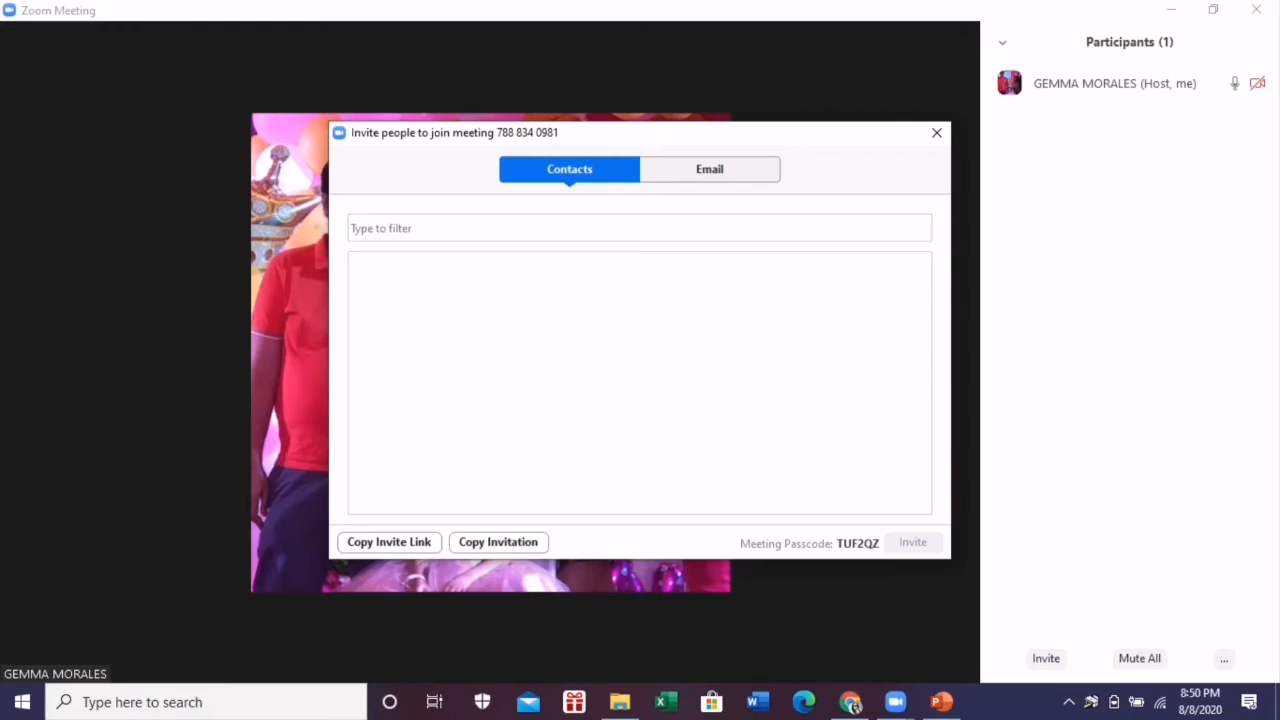 Zoom Meeting
Participants (1)
GEMMA MORALES (Host, me)
Invite people to join meeting 788 834 0981
Contacts
Email
Type to filter
Copy Invite Link
Copy Invitation
Meeting Passcode: TUF2QZ
Invite
Invite
Mute All
...
GEMMA MORALES
Type here to search
8:50 PM
8/8/2020